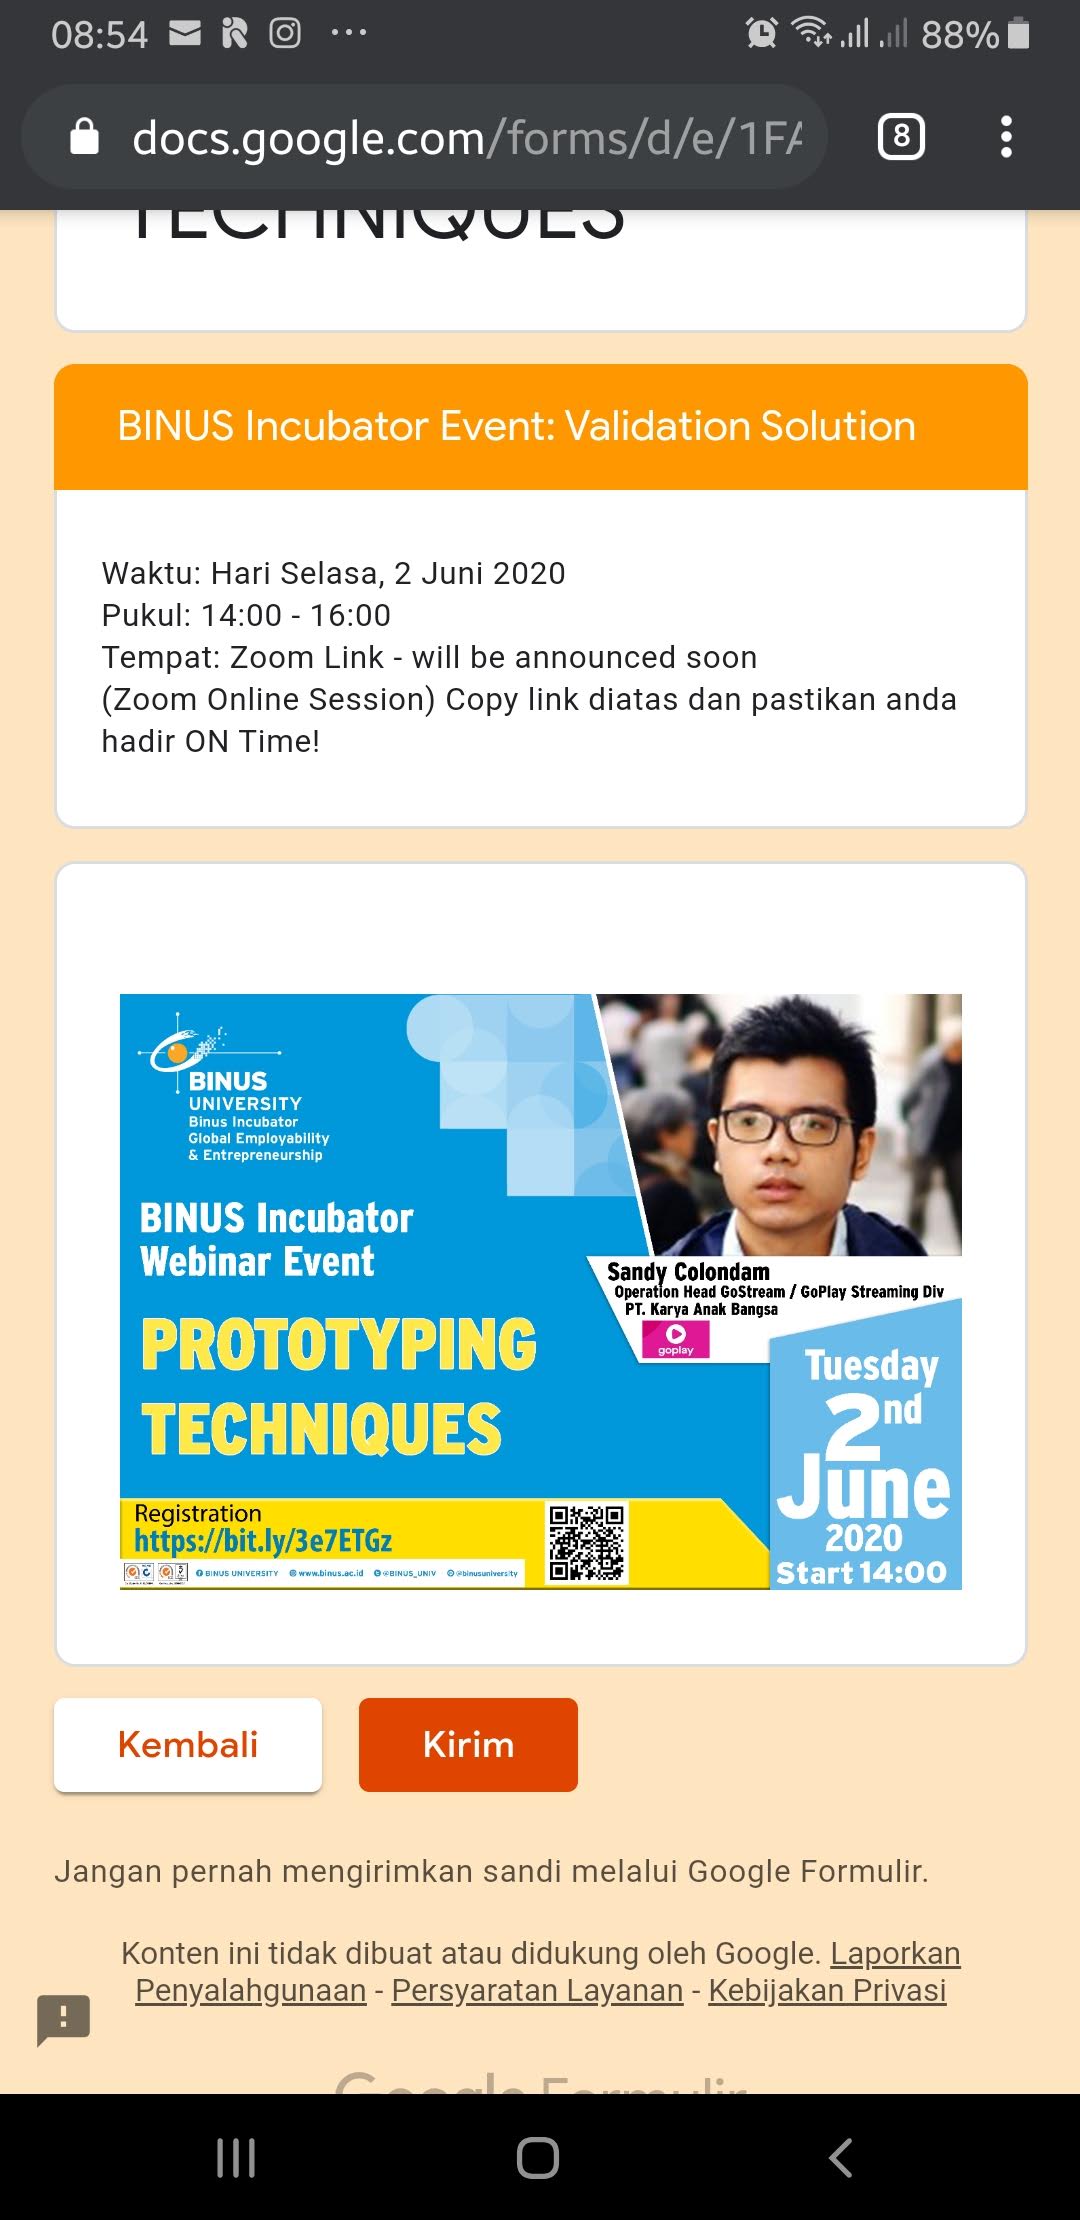 08:54
88%
docs.google.com/forms/d/e/1FA
8
TECHNIQUES
BINUS Incubator Event: Validation Solution
Waktu: Hari Selasa, 2 Juni 2020
Pukul: 14:00 - 16:00
Tempat: Zoom Link - will be announced soon
(Zoom Online Session) Copy link diatas dan pastikan anda
hadir ON Time!
BINUS
UNIVERSITY
Binus Incubator
Global Employability
& Entrepreneurship
BINUS Incubator
Webinar Event
PROTOTYPING
TECHNIQUES
Sandy Colondam
Operation Head GoStream / GoPlay Streaming Div
PT. Karya Anak Bangsa
goplay
Tuesday
2nd
June
2020
Start 14:00
Registration
https://bit.ly/3e7ETGz
BINUS UNIVERSITY www.binus.ac.id @BINUS_UNIV @binusuniversity
Kembali
Kirim
Jangan pernah mengirimkan sandi melalui Google Formulir.
Konten ini tidak dibuat atau didukung oleh Google. Laporkan
Penyalahgunaan - Persyaratan Layanan - Kebijakan Privasi
Google Formulir